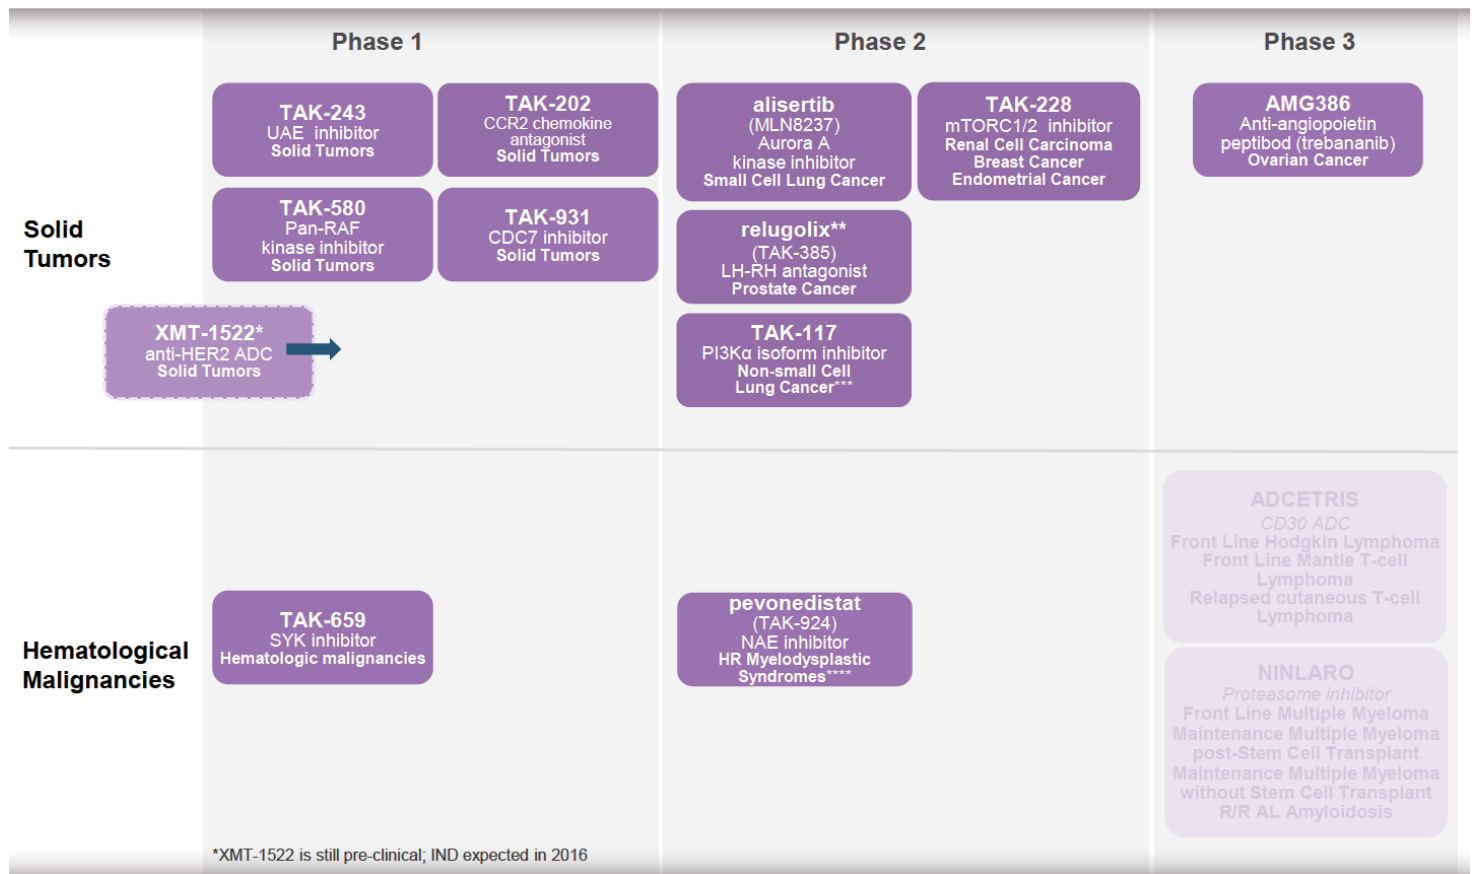 Phase 1
Phase 2
Phase 3
Solid
Tumors
TAK-243
UAE inhibitor
Solid Tumors
TAK-202
CCR2 chemokine
antagonist
Solid Tumors
TAK-580
Pan-RAF
kinase inhibitor
Solid Tumors
TAK-931
CDC7 inhibitor
Solid Tumors
XMT-1522*
anti-HER2 ADC
Solid Tumors
alisertib
(MLN8237)
Aurora A
kinase inhibitor
Small Cell Lung Cancer
TAK-228
mTORC1/2 inhibitor
Renal Cell Carcinoma
Breast Cancer
Endometrial Cancer
relugolix**
(TAK-385)
LH-RH antagonist
Prostate Cancer
TAK-117
PI3Kα isoform inhibitor
Non-small Cell
Lung Cancer***
AMG386
Anti-angiopoietin
peptibod (trebananib)
Ovarian Cancer
Hematological
Malignancies
TAK-659
SYK inhibitor
Hematologic malignancies
pevonedistat
(TAK-924)
NAE inhibitor
HR Myelodysplastic
Syndromes****
ADCETRIS
CD30 ADC
Front Line Hodgkin Lymphoma
Front Line Mantle T-cell
Lymphoma
Relapsed cutaneous T-cell
Lymphoma
NINLARO
Proteasome inhibitor
Front Line Multiple Myeloma
Maintenance Multiple Myeloma
post-Stem Cell Transplant
Maintenance Multiple Myeloma
without Stem Cell Transplant
R/R AL Amyloidosis
*XMT-1522 is still pre-clinical; IND expected in 2016